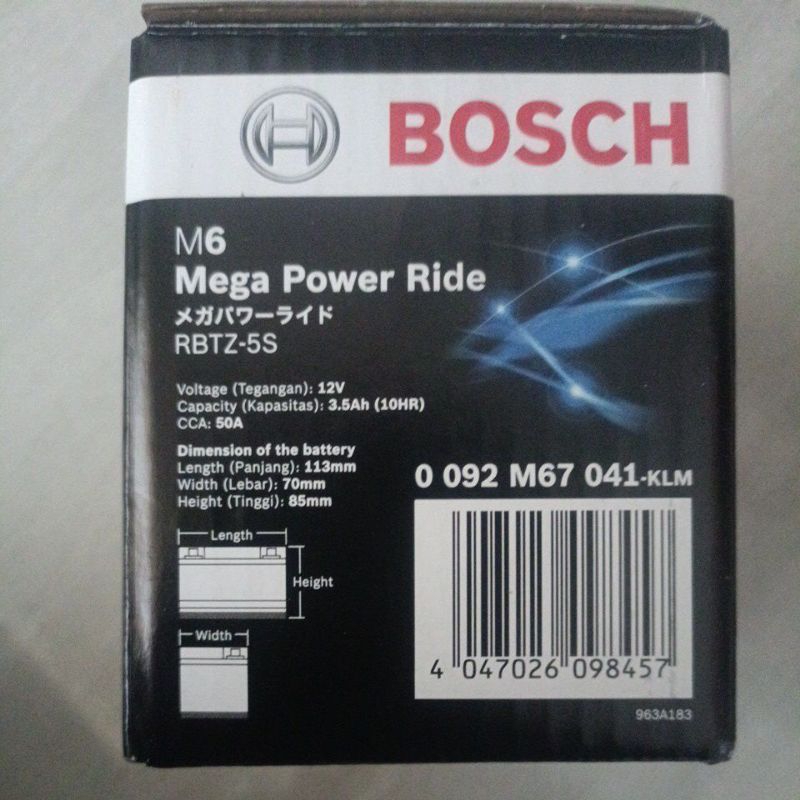 BOSCH
M6
Mega Power Ride
メガパワーライド
RBTZ-5S
Voltage (Tegangan): 12V
Capacity (Kapasitas): 3.5Ah (10HR)
CCA: 50A
Dimension of the battery
Length (Panjang): 113mm
Width (Lebar): 70mm
Height (Tinggi): 85mm
0 092 M67 041-KLM
Length
Height
Width
4 047026 098457
963A183